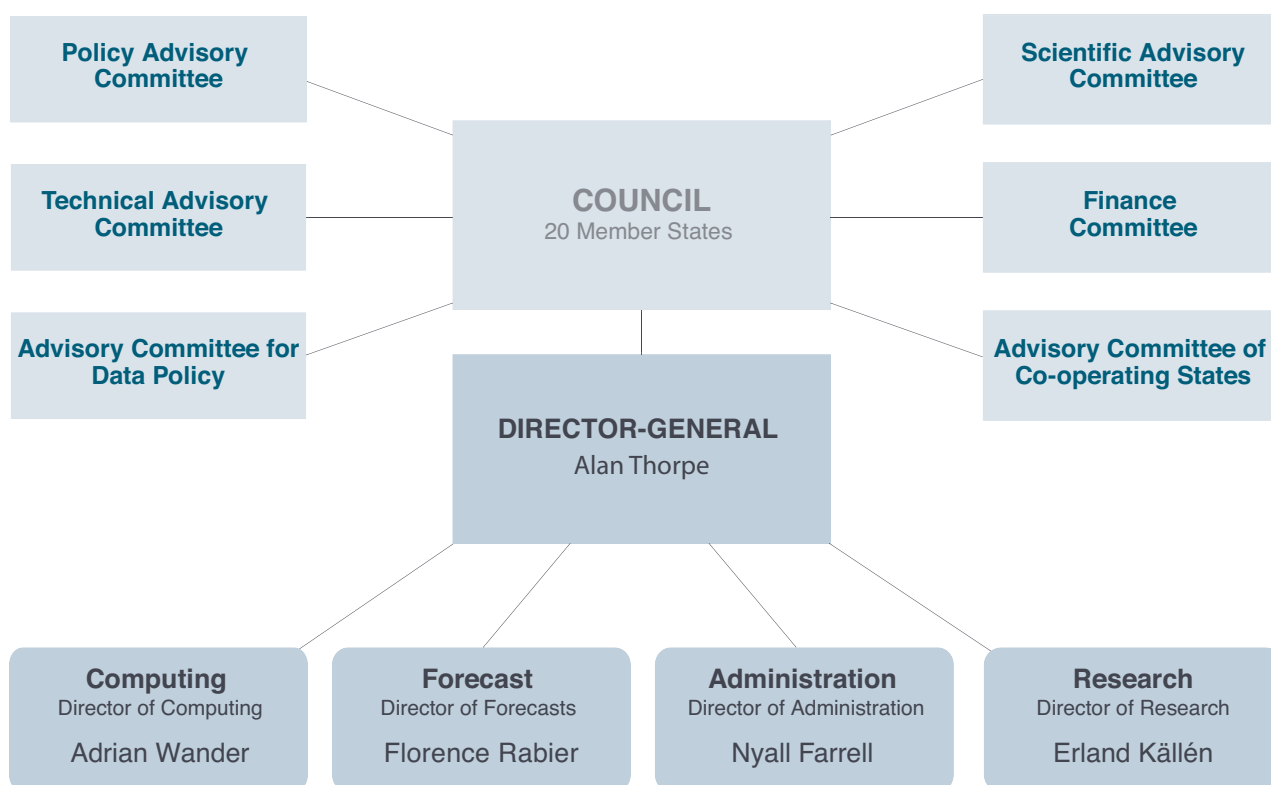 Policy Advisory
Committee
Scientific Advisory
Committee
COUNCIL
20 Member States
Technical Advisory
Committee
Finance
Committee
Advisory Committee for
Data Policy
Advisory Committee of
Co-operating States
DIRECTOR-GENERAL
Alan Thorpe
Computing
Director of Computing
Adrian Wander
Forecast
Director of Forecasts
Florence Rabier
Administration
Director of Administration
Nyall Farrell
Research
Director of Research
Erland Källén